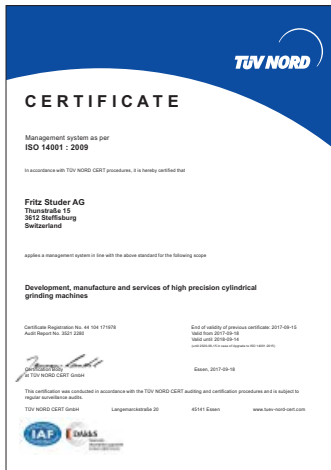 TÜV NORD
CERTIFICATE
Management system as per
ISO 14001 : 2009
In accordance with TÜV NORD CERT procedures, it is hereby certified that
Fritz Studer AG
Thunstraße 15
3612 Steffisburg
Switzerland
applies a management system in line with the above standard for the following scope
Development, manufacture and services of high precision cylindrical
grinding machines
Certificate Registration No. 44 104 171978
Audit Report No. 3521 2280
End of validity of previous certificate: 2017-09-15
Valid from 2017-09-18
Valid until 2018-09-14
Certification Body
at TÜV NORD CERT GmbH
Essen, 2017-09-18
This certification was conducted in accordance with the TÜV NORD CERT auditing and certification procedures and is subject to
regular surveillance audits.
TÜV NORD CERT GmbH Langemarckstraße 20 45141 Essen www.tuev-nord-cert.com
IAF
DAkkS